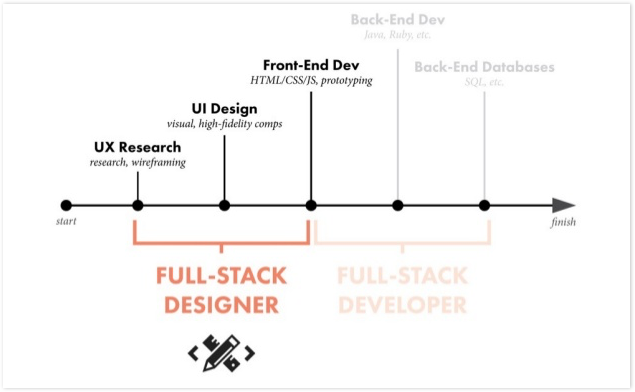 Back-End Dev
Java, Ruby, etc.
Front-End Dev
HTML/CSS/JS, prototyping
Back-End Databases
SQL, etc.
UI Design
visual, high-fidelity comps
UX Research
research, wireframing
start
finish
FULL-STACK
DESIGNER
FULL-STACK
DEVELOPER